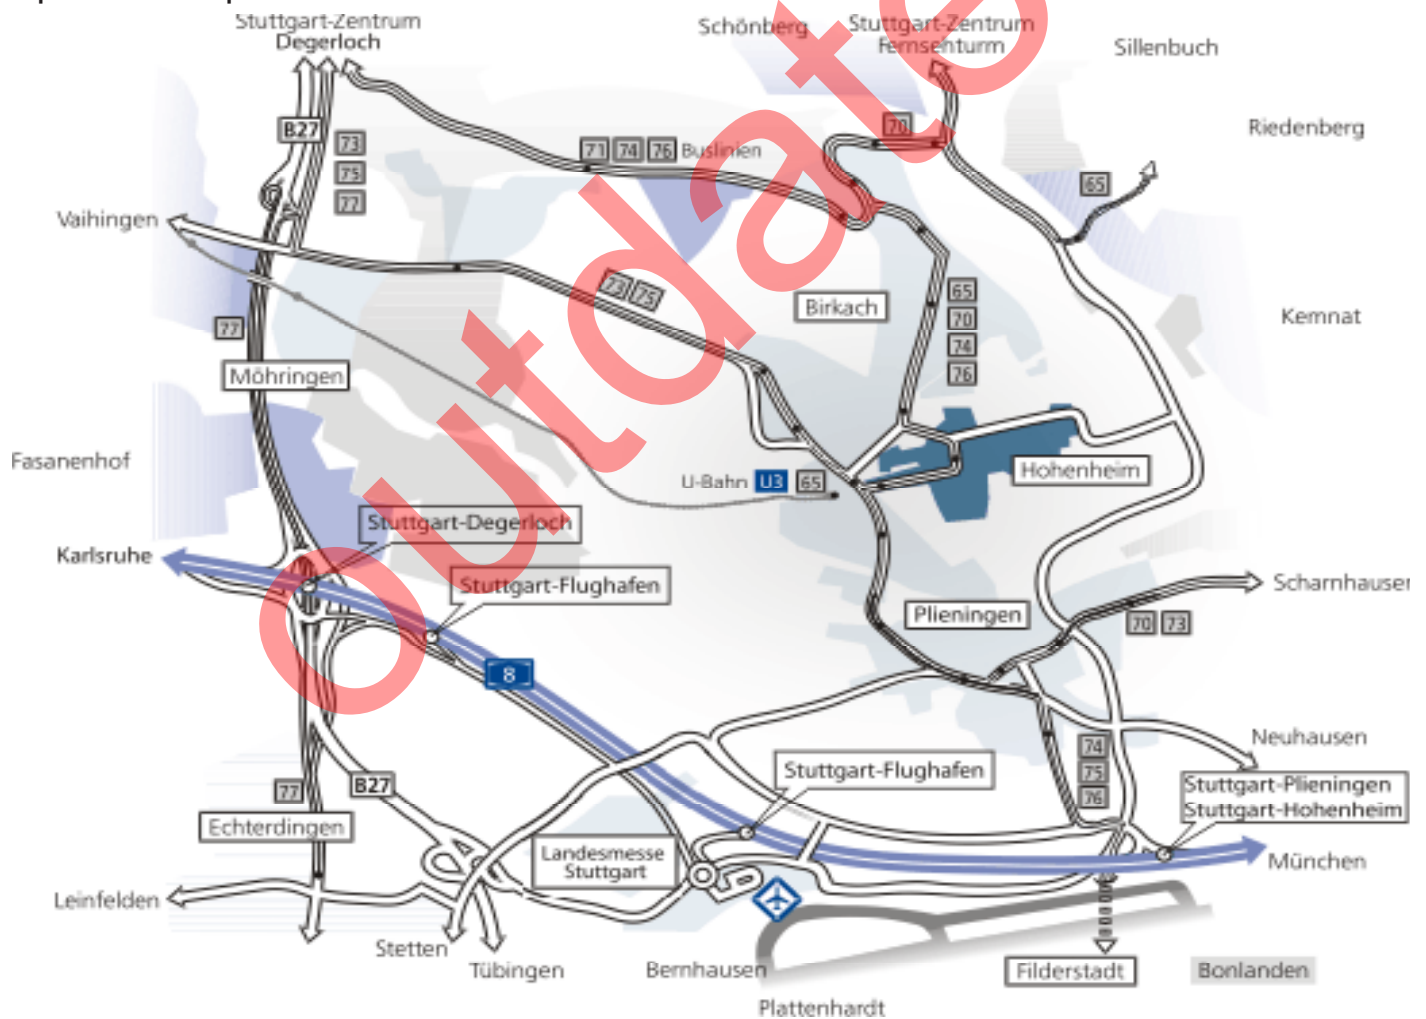 Stuttgart-Zentrum
Degerloch
Schönberg
Stuttgart-Zentrum
Fernsehturm
Sillenbuch
Riedenberg
B27
73
75
77
71 74 76 Buslinien
70
65
Vaihingen
73 75
Birkach
65
70
74
76
Kemnat
77
Möhringen
Fasanenhof
U-Bahn U3 65
Hohenheim
Stuttgart-Degerloch
Karlsruhe
Stuttgart-Flughafen
Scharnhauser
Plieningen
70 73
8
Neuhausen
74
75
76
Stuttgart-Flughafen
Stuttgart-Plieningen
Stuttgart-Hohenheim
77
B27
Echterdingen
Landesmesse
Stuttgart
München
Leinfelden
Stetten
Tübingen
Bernhausen
Filderstadt
Bonlanden
Plattenhardt
outdate